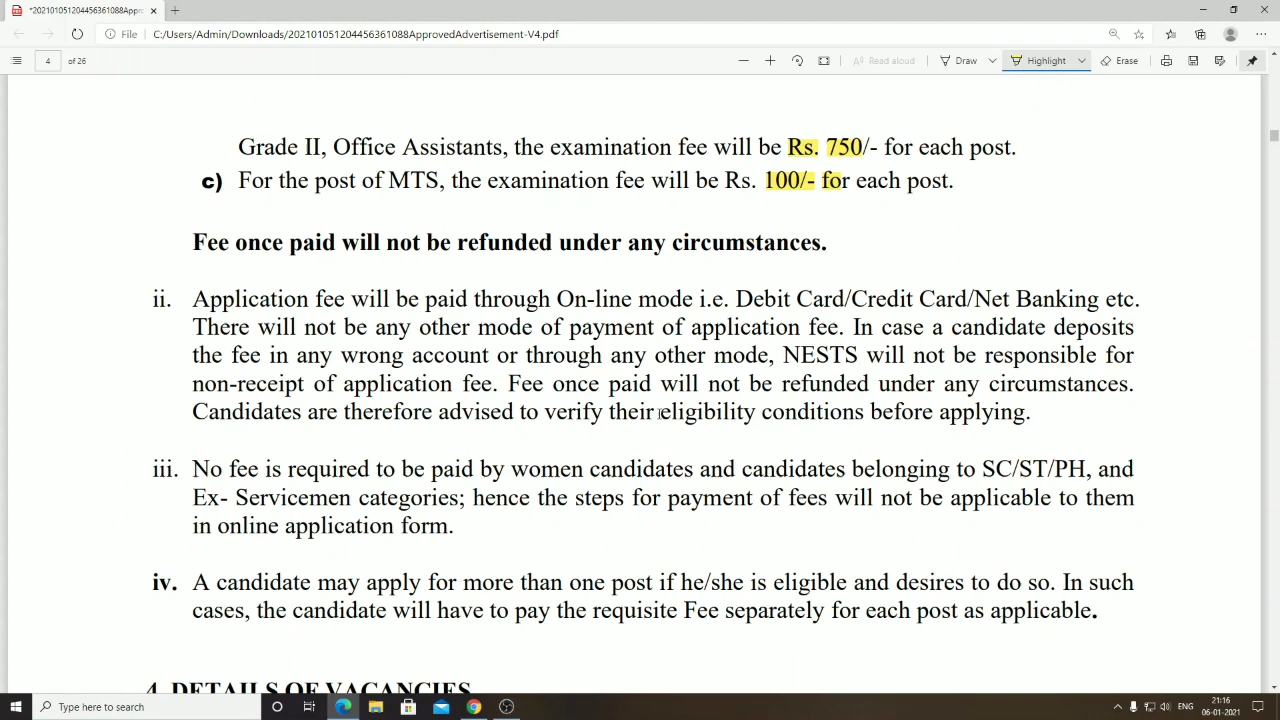 *202101051204456361088Appro
File C:/Users/Admin/Downloads/202101051204456361088ApprovedAdvertisement-V4.pdf
4 of 26 Read aloud Draw Highlight Erase
Grade II, Office Assistants, the examination fee will be Rs. 750/- for each post.
c) For the post of MTS, the examination fee will be Rs. 100/- for each post.
Fee once paid will not be refunded under any circumstances.
ii. Application fee will be paid through On-line mode i.e. Debit Card/Credit Card/Net Banking etc.
There will not be any other mode of payment of application fee. In case a candidate deposits
the fee in any wrong account or through any other mode, NESTS will not be responsible for
non-receipt of application fee. Fee once paid will not be refunded under any circumstances.
Candidates are therefore advised to verify their eligibility conditions before applying.
iii. No fee is required to be paid by women candidates and candidates belonging to SC/ST/PH, and
Ex- Servicemen categories; hence the steps for payment of fees will not be applicable to them
in online application form.
iv. A candidate may apply for more than one post if he/she is eligible and desires to do so. In such
cases, the candidate will have to pay the requisite Fee separately for each post as applicable.
4. DETAILS OF VACANCIES
Type here to search ENG 21:16
06-01-2021